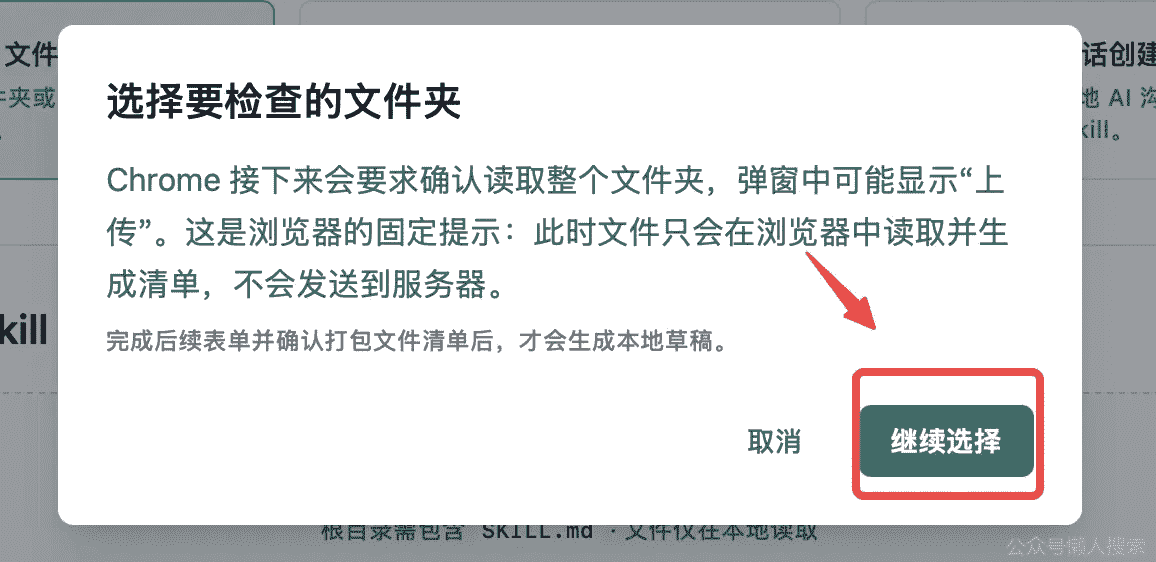 文件
话创建
选择要检查的文件夹
件夹或
地 AI 沟
Chrome 接下来会要求确认读取整个文件夹，弹窗中可能显示“上
kill。
传”。这是浏览器的固定提示：此时文件只会在浏览器中读取并生
成清单，不会发送到服务器。
kill
完成后续表单并确认打包文件清单后，才会生成本地草稿。
取消
继续选择
根目录需包含 SKILL.md · 文件仅在本地读取
公众号懒人搜索